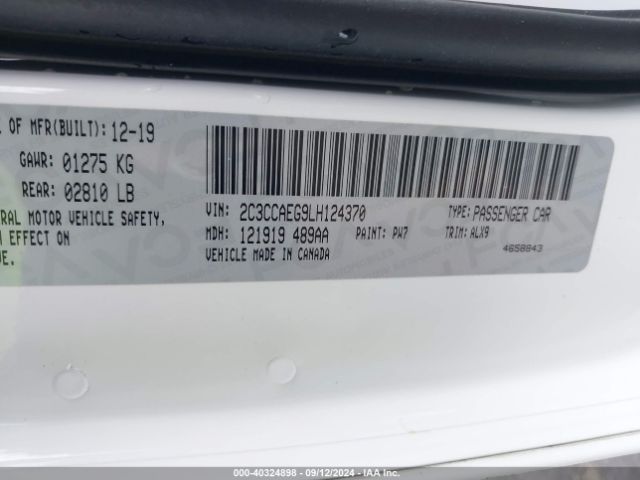 E OF MFR(BUILT): 12-19
GAWR: 01275 KG
REAR: 02810 LB
RAL MOTOR VEHICLE SAFETY,
EFFECT ON
VIN: 2C3CCAEG9LH124370
TYPE: PASSENGER CAR
MDH: 121919 489AA
PAINT: PW7
TRIM: ALX9
VEHICLE MADE IN CANADA
4658843
000-40324898 - 09/12/2024 - Copyright IAA, Inc.